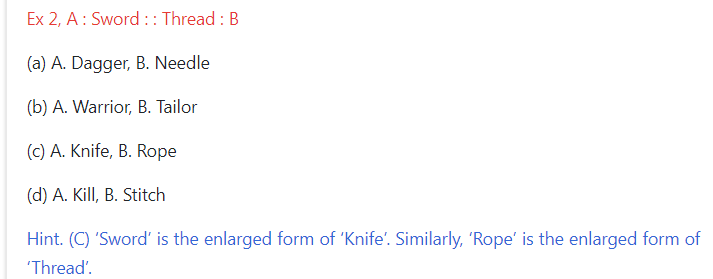 Ex 2, A : Sword : : Thread : B
(a) A. Dagger, B. Needle
(b) A. Warrior, B. Tailor
(c) A. Knife, B. Rope
(d) A. Kill, B. Stitch
Hint. (C) ‘Sword’ is the enlarged form of ‘Knife’. Similarly, ‘Rope’ is the enlarged form of
‘Thread’.